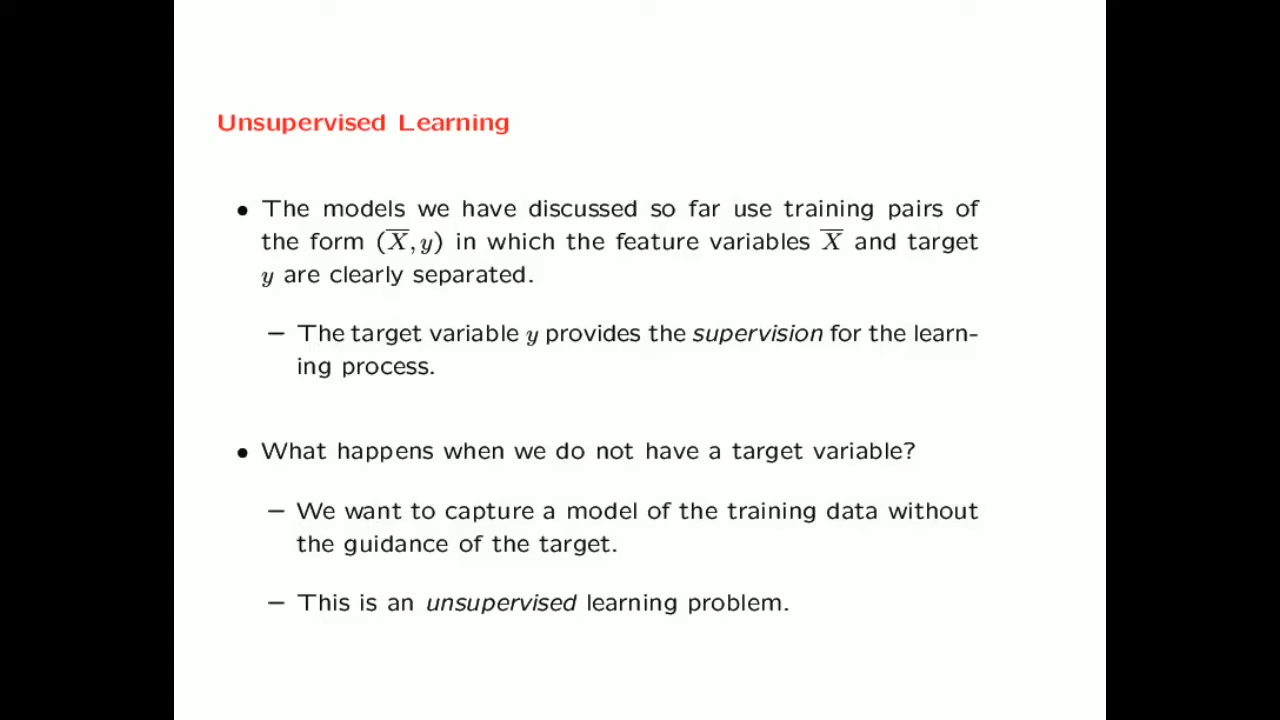 Unsupervised Learning
• The models we have discussed so far use training pairs of
the form (X̅, y) in which the feature variables X̅ and target
y are clearly separated.
– The target variable y provides the supervision for the learn-
ing process.
• What happens when we do not have a target variable?
– We want to capture a model of the training data without
the guidance of the target.
– This is an unsupervised learning problem.